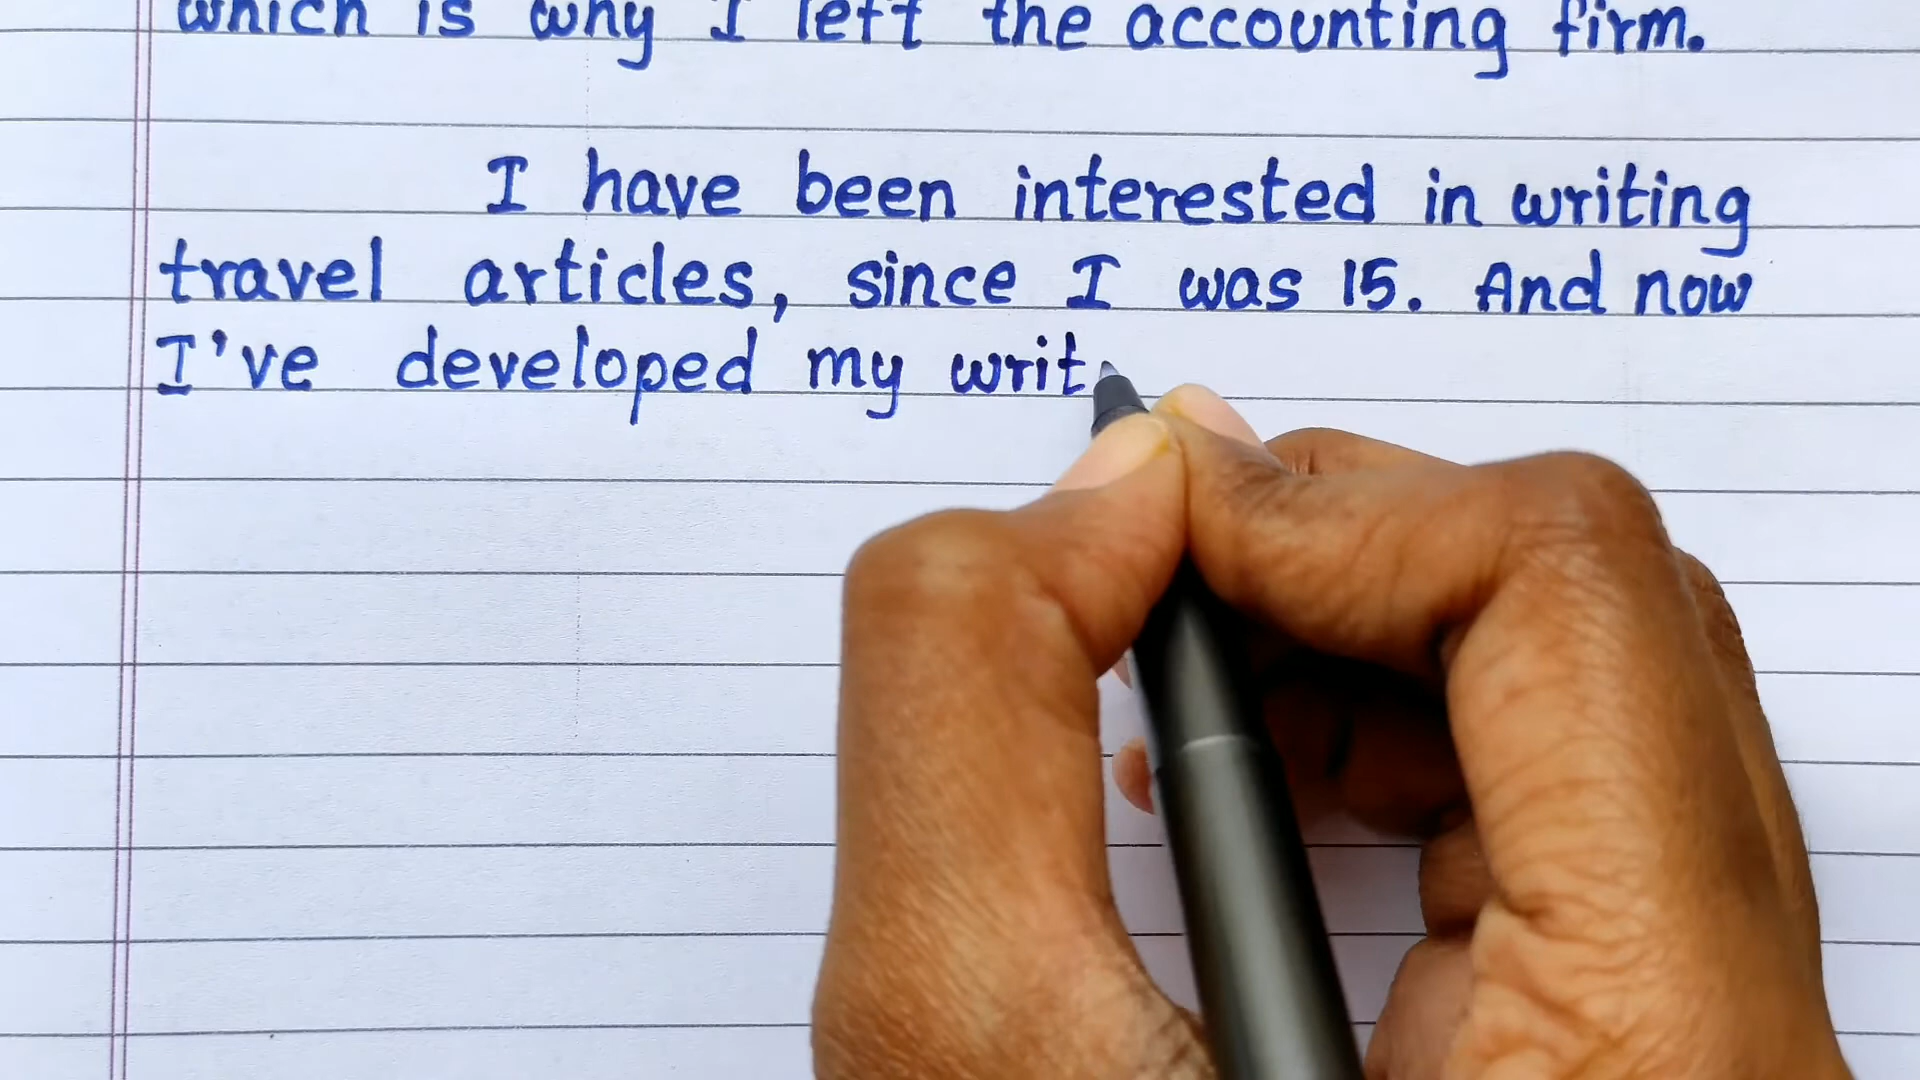 which is why I left the accounting firm.
I have been interested in writing
travel articles, since I was 15. And now
I've developed my writ